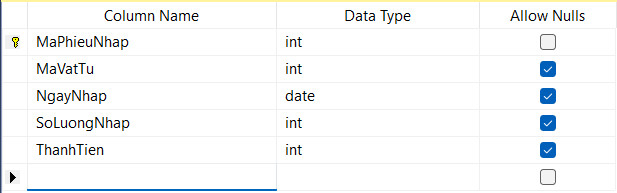 Column Name Data Type Allow Nulls
MaPhieuNhap int
MaVatTu int
NgayNhap date
SoLuongNhap int
ThanhTien int